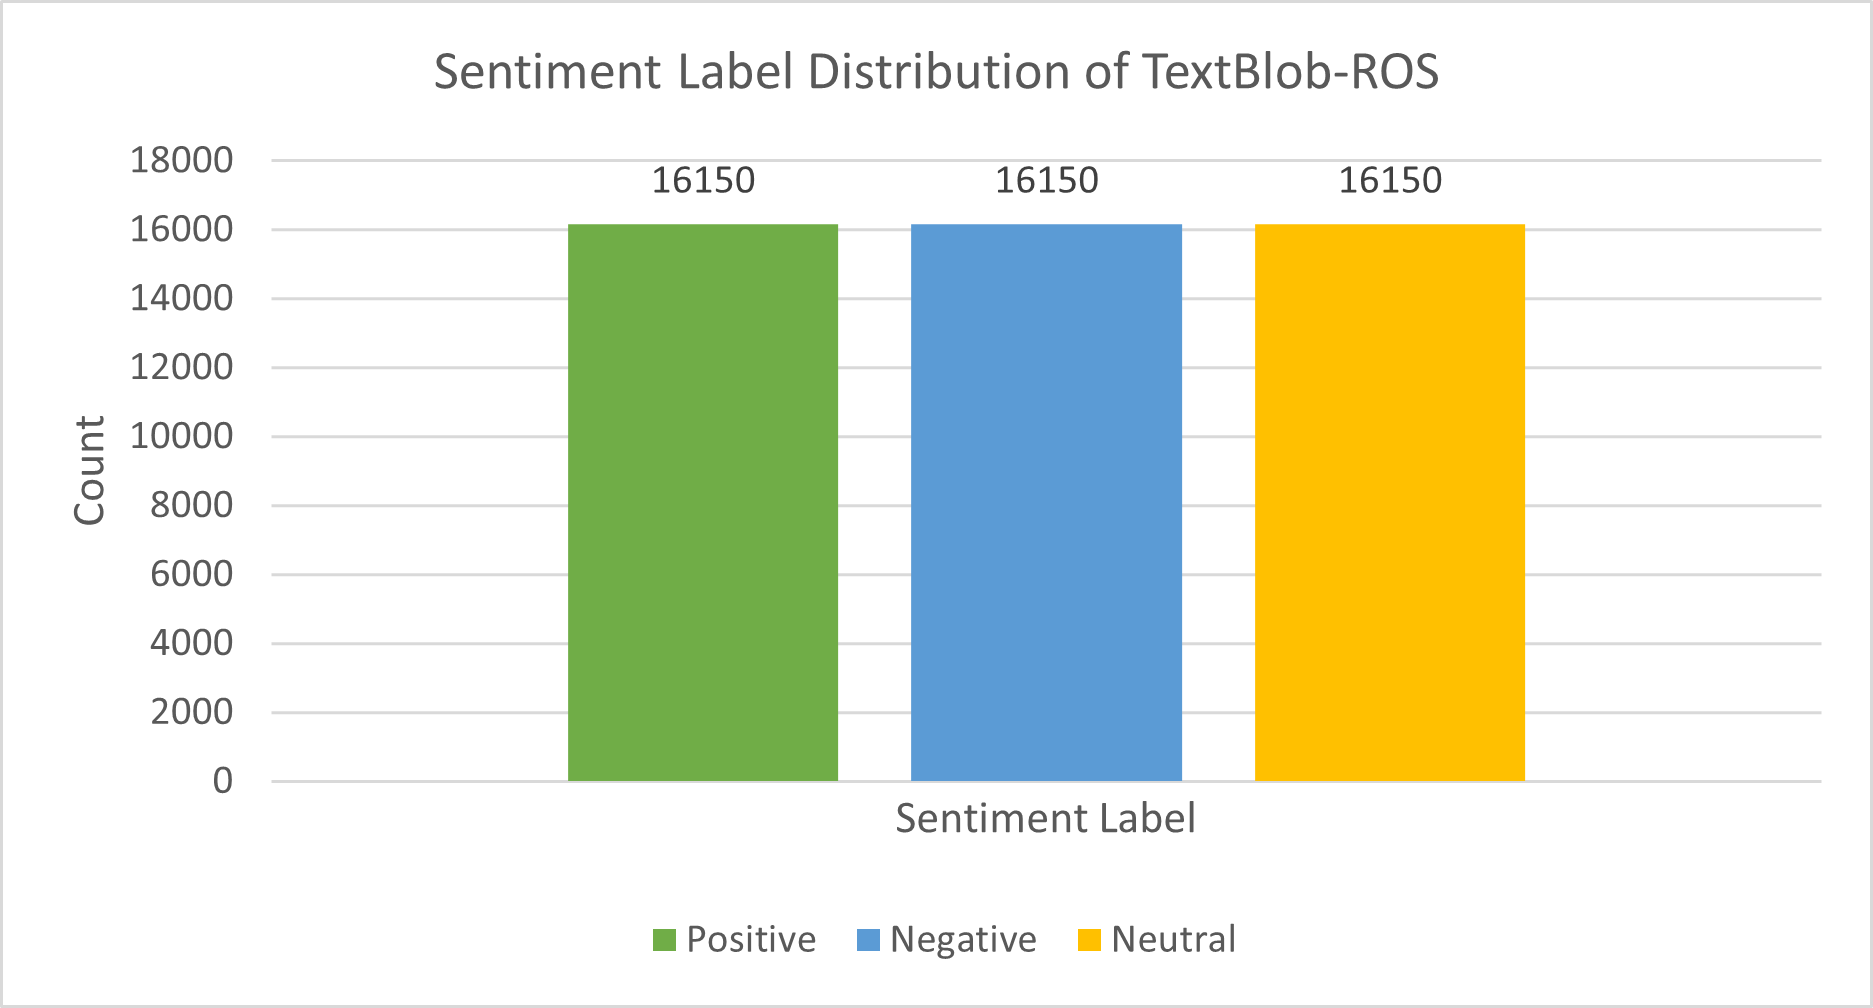 Sentiment Label Distribution of TextBlob-ROS
18000
16000
14000
12000
10000
8000
6000
4000
2000
0
Count
16150 16150 16150
Sentiment Label
Positive Negative Neutral